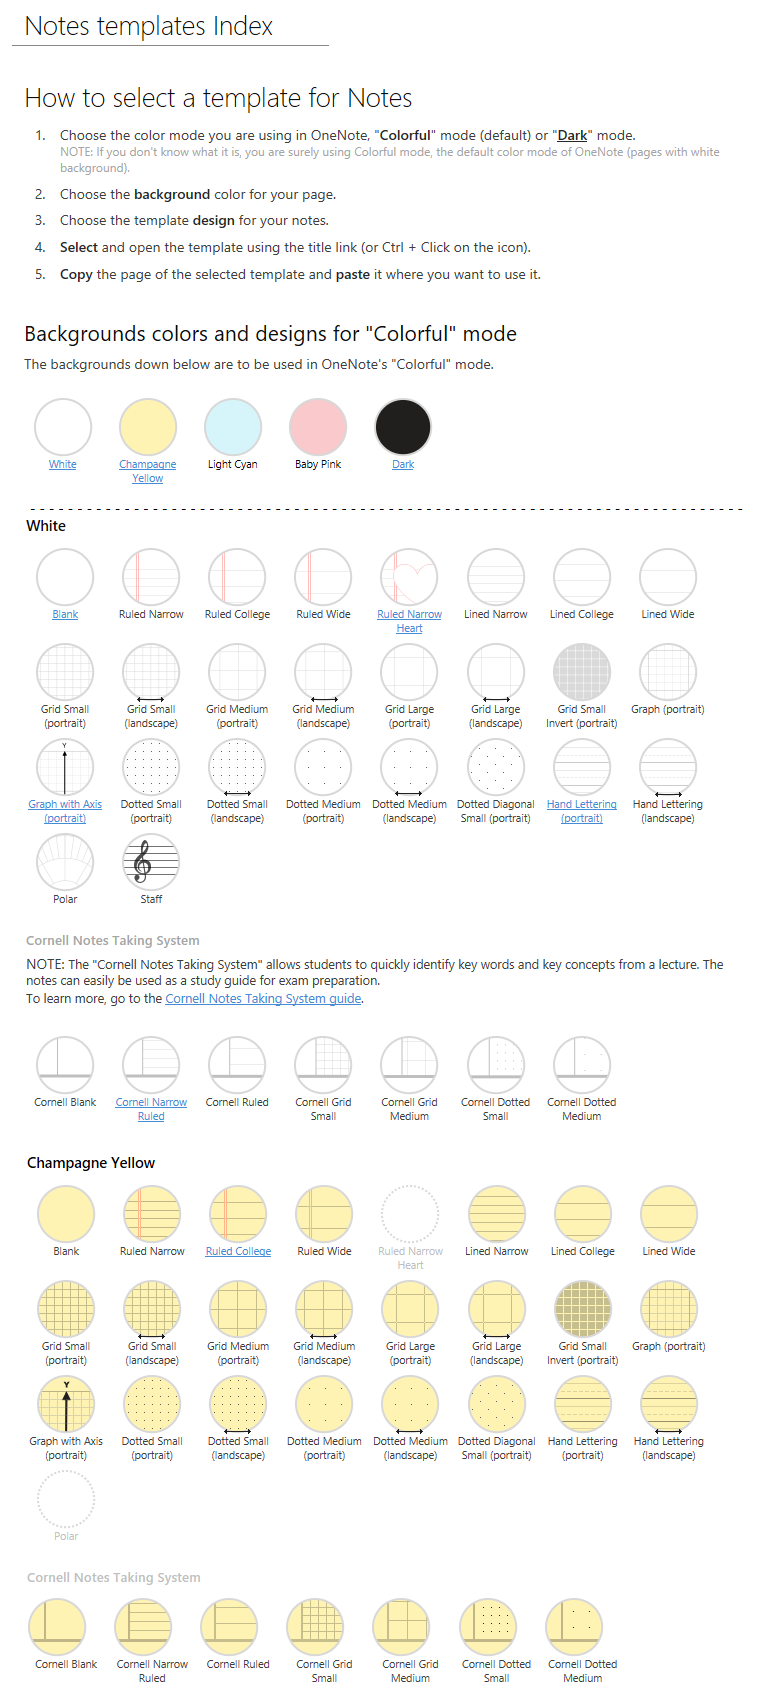 Notes templates Index
How to select a template for Notes
1. Choose the color mode you are using in OneNote, "Colorful" mode (default) or "Dark" mode.
NOTE: If you don't know what it is, you are surely using Colorful mode, the default color mode of OneNote (pages with white
background).
2. Choose the background color for your page.
3. Choose the template design for your notes.
4. Select and open the template using the title link (or Ctrl + Click on the icon).
5. Copy the page of the selected template and paste it where you want to use it.
Backgrounds colors and designs for "Colorful" mode
The backgrounds down below are to be used in OneNote's "Colorful" mode.
White Champagne Light Cyan Baby Pink Dark
Yellow
White
Blank Ruled Narrow Ruled College Ruled Wide Ruled Narrow Lined Narrow Lined College Lined Wide
Heart
Grid Small Grid Small Grid Medium Grid Medium Grid Large Grid Large Grid Small Graph (portrait)
(portrait) (landscape) (portrait) (landscape) (portrait) (landscape) Invert (portrait)
Y
Graph with Axis Dotted Small Dotted Small Dotted Medium Dotted Medium Dotted Diagonal Hand Lettering Hand Lettering
(portrait) (portrait) (landscape) (portrait) (landscape) Small (portrait) (portrait) (landscape)
Polar Staff
Cornell Notes Taking System
NOTE: The "Cornell Notes Taking System" allows students to quickly identify key words and key concepts from a lecture. The
notes can easily be used as a study guide for exam preparation.
To learn more, go to the Cornell Notes Taking System guide.
Cornell Blank Cornell Narrow Cornell Ruled Cornell Grid Cornell Grid Cornell Dotted Cornell Dotted
Ruled Small Medium Small Medium
Champagne Yellow
Blank Ruled Narrow Ruled College Ruled Wide Ruled Narrow Lined Narrow Lined College Lined Wide
Heart
Grid Small Grid Small Grid Medium Grid Medium Grid Large Grid Large Grid Small Graph (portrait)
(portrait) (landscape) (portrait) (landscape) (portrait) (landscape) Invert (portrait)
Y
Graph with Axis Dotted Small Dotted Small Dotted Medium Dotted Medium Dotted Diagonal Hand Lettering Hand Lettering
(portrait) (portrait) (landscape) (portrait) (landscape) Small (portrait) (portrait) (landscape)
Polar
Cornell Notes Taking System
Cornell Blank Cornell Narrow Cornell Ruled Cornell Grid Cornell Grid Cornell Dotted Cornell Dotted
Ruled Small Medium Small Medium